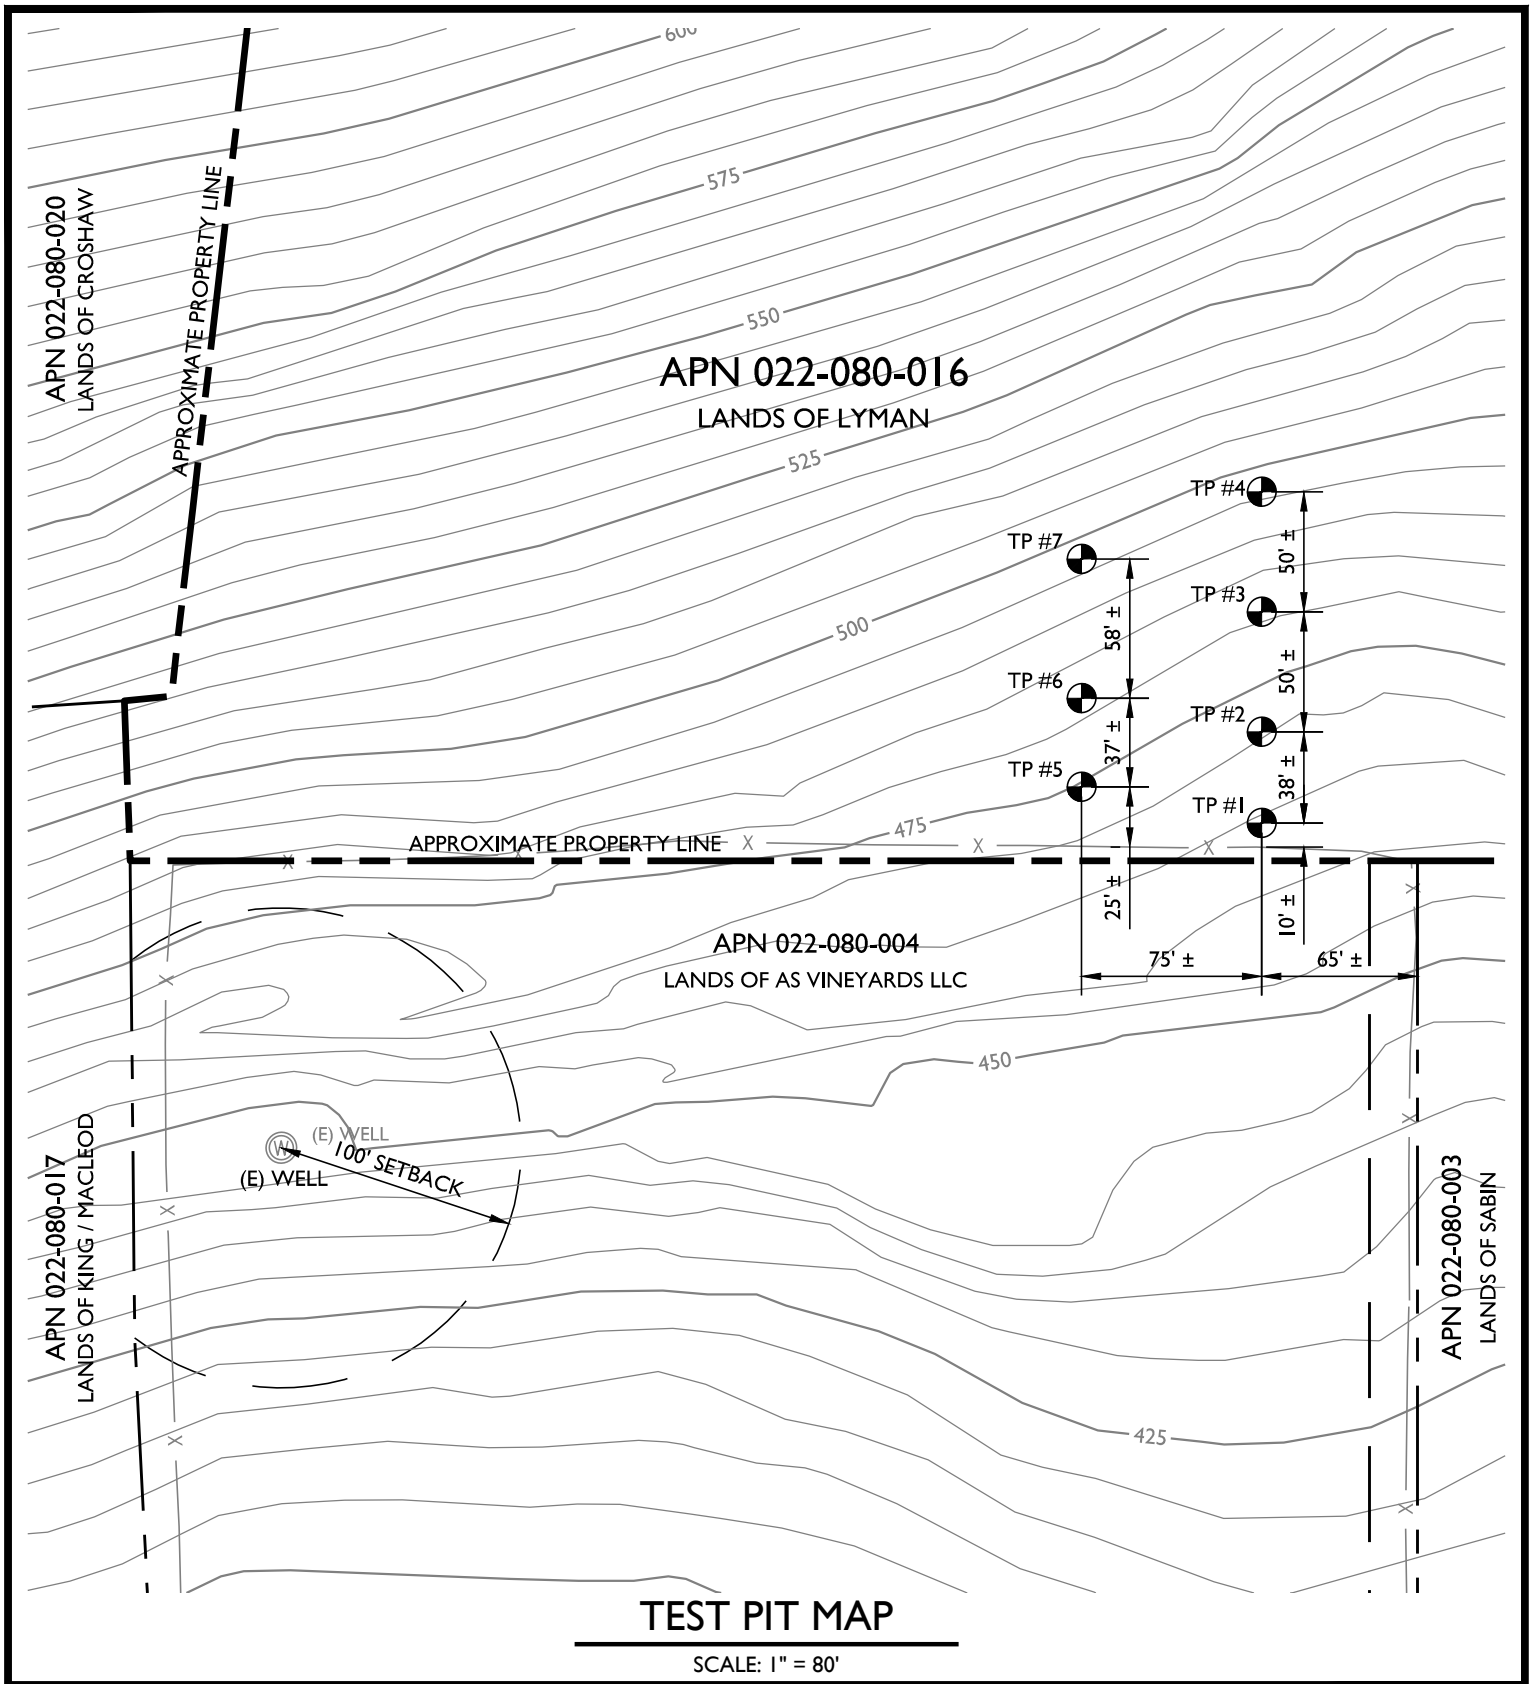 600
575
550
525
500
475
450
425
APN 022-080-020
LANDS OF CROSHAW
APPROXIMATE PROPERTY LINE
APN 022-080-016
LANDS OF LYMAN
TP #4
TP #7
TP #3
TP #6
TP #2
TP #5
TP #1
50' ±
50' ±
38' ±
10' ±
58' ±
37' ±
25' ±
75' ±
65' ±
APPROXIMATE PROPERTY LINE
X
X
X
X
X
X
X
X
X
X
X
X
APN 022-080-004
LANDS OF AS VINEYARDS LLC
W
(E) WELL
(E) WELL
100' SETBACK
APN 022-080-017
LANDS OF KING / MACLEOD
APN 022-080-003
LANDS OF SABIN
TEST PIT MAP
SCALE: 1" = 80'